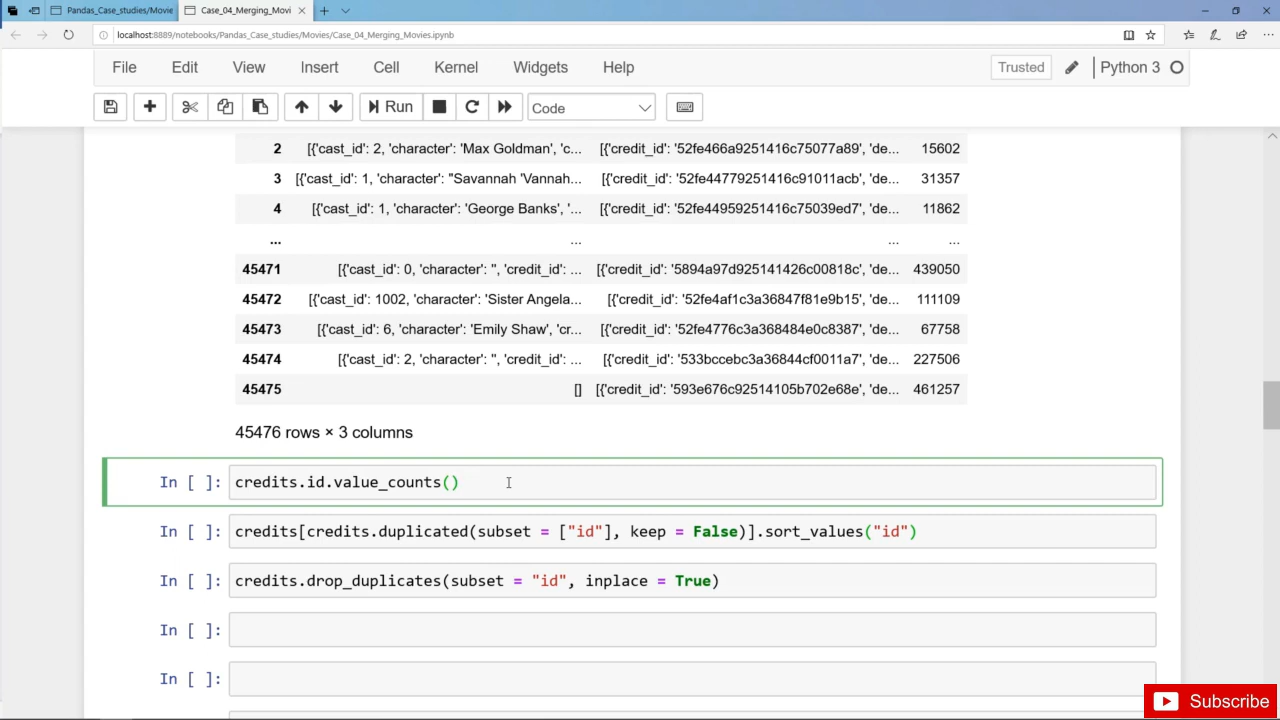 Pandas_Case_studies/Movie
Case_04_Merging_Movi
localhost:8889/notebooks/Pandas_Case_studies/Movies/Case_04_Merging_Movies.ipynb
File Edit View Insert Cell Kernel Widgets Help Trusted Python 3
Run Code
2 [{'cast_id': 2, 'character': 'Max Goldman', 'c... [{'credit_id': '52fe466a9251416c75077a89', 'de... 15602
3 [{'cast_id': 1, 'character': "Savannah 'Vannah... [{'credit_id': '52fe44779251416c91011acb', 'de... 31357
4 [{'cast_id': 1, 'character': 'George Banks', '... [{'credit_id': '52fe44959251416c75039ed7', 'de... 11862
... ... ... ...
45471 [{'cast_id': 0, 'character': '', 'credit_id': ... [{'credit_id': '5894a97d925141426c00818c', 'de... 439050
45472 [{'cast_id': 1002, 'character': 'Sister Angela... [{'credit_id': '52fe4af1c3a36847f81e9b15', 'de... 111109
45473 [{'cast_id': 6, 'character': 'Emily Shaw', 'cr... [{'credit_id': '52fe4776c3a368484e0c8387', 'de... 67758
45474 [{'cast_id': 2, 'character': '', 'credit_id': ... [{'credit_id': '533bccebc3a36844cf0011a7', 'de... 227506
45475 [] [{'credit_id': '593e676c92514105b702e68e', 'de... 461257
45476 rows × 3 columns
In [ ]: credits.id.value_counts()
In [ ]: credits[credits.duplicated(subset = ["id"], keep = False)].sort_values("id")
In [ ]: credits.drop_duplicates(subset = "id", inplace = True)
In [ ]:
In [ ]:
Subscribe